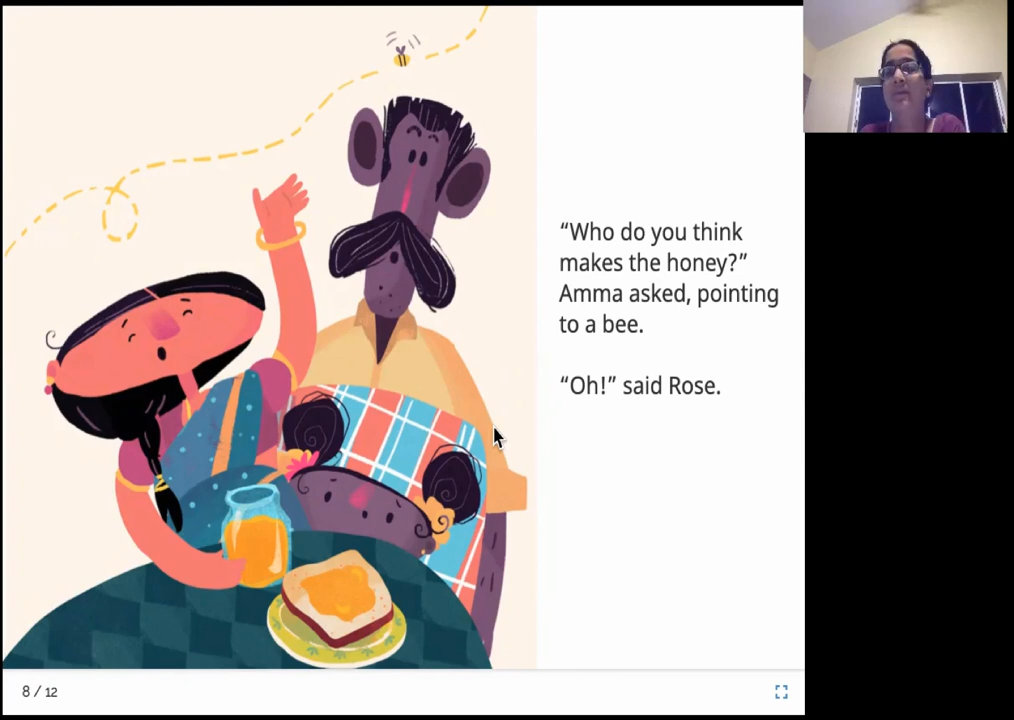 “Who do you think
makes the honey?”
Amma asked, pointing
to a bee.
“Oh!” said Rose.
8 / 12